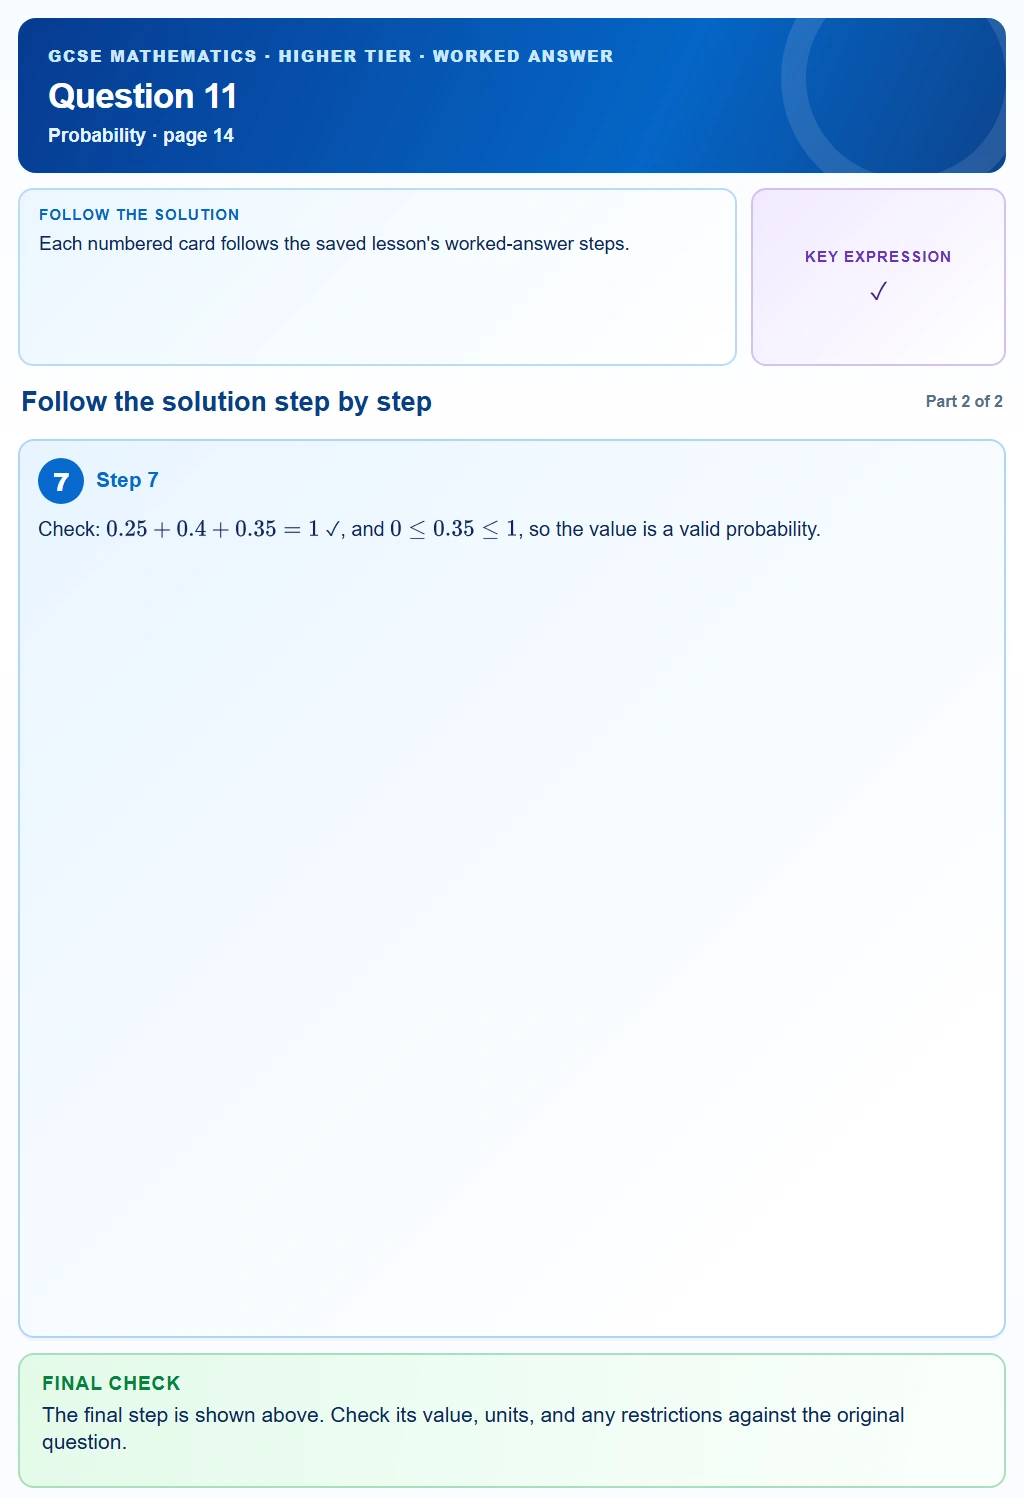 GCSE MATHEMATICS · HIGHER TIER · WORKED ANSWER
Question 11
Probability · page 14
FOLLOW THE SOLUTION
Each numbered card follows the saved lesson's worked-answer steps.
KEY EXPRESSION
✓
Follow the solution step by step
Part 2 of 2
7 Step 7
Check: 0.25 + 0.4 + 0.35 = 1 ✓, and 0 ≤ 0.35 ≤ 1, so the value is a valid probability.
FINAL CHECK
The final step is shown above. Check its value, units, and any restrictions against the original
question.